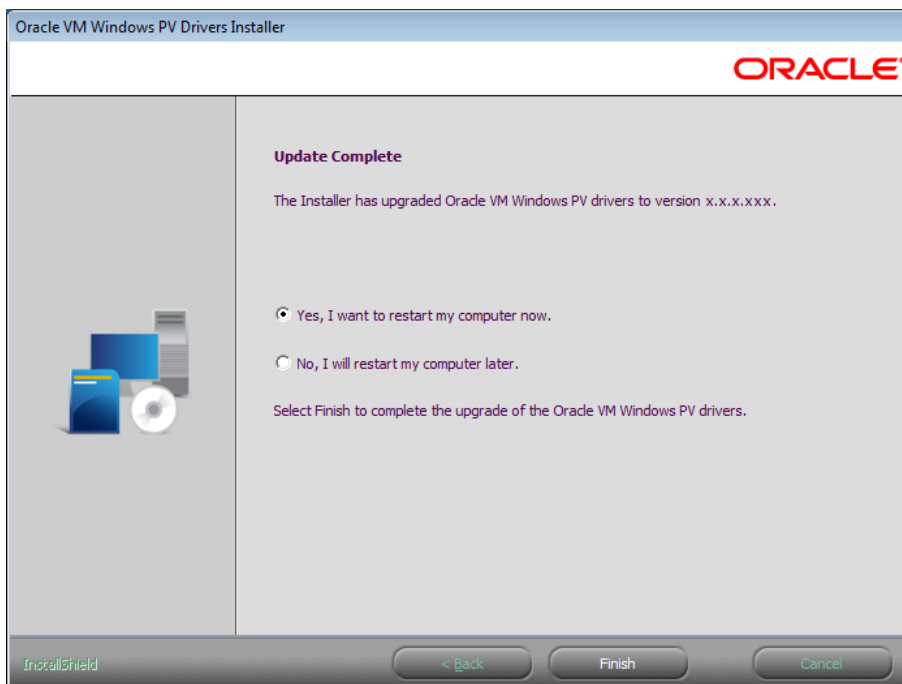 Oracle VM Windows PV Drivers Installer
ORACLE
Update Complete
The Installer has upgraded Oracle VM Windows PV drivers to version x.x.x.xxx.
Yes, I want to restart my computer now.
No, I will restart my computer later.
Select Finish to complete the upgrade of the Oracle VM Windows PV drivers.
InstallShield
< Back
Finish
Cancel